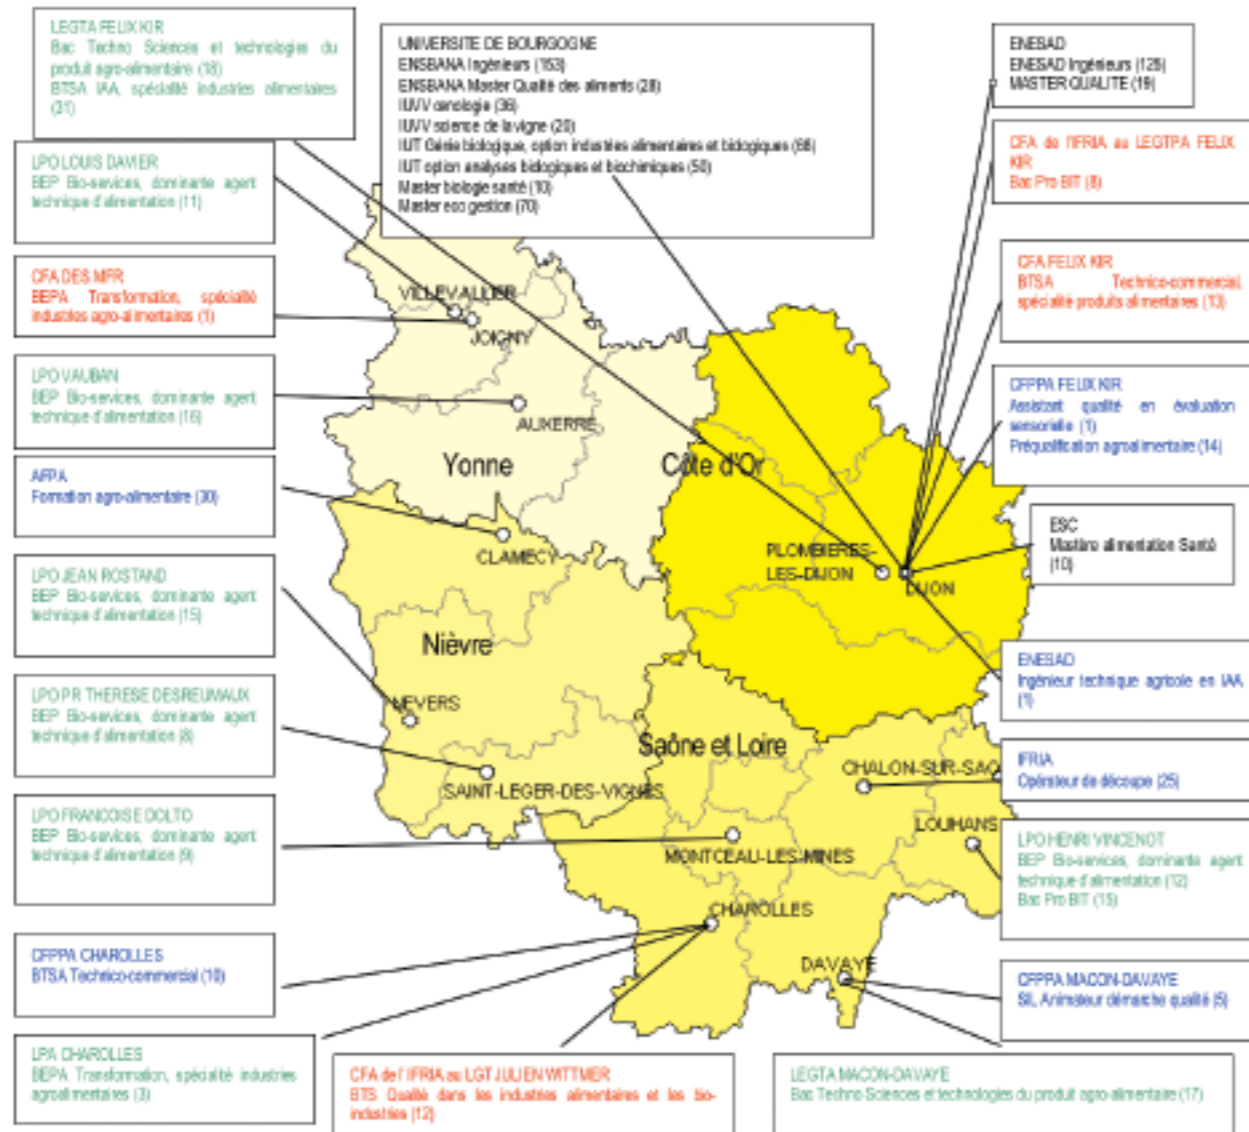 LEGTA FELIX KIR
Bac Techno Sciences et technologies du
produit agro-alimentaire (18)
BTSA IAA, spécialité industries alimentaires
(31)
UNIVERSITE DE BOURGOGNE
ENSBANA Ingénieurs (153)
ENSBANA Master Qualité des aliments (28)
IUVV œnologie (36)
IUVV science de la vigne (20)
IUT Génie biologique, option industries alimentaires et biologiques (66)
IUT option analyses biologiques et biochimiques (50)
Master biologie santé (10)
Master eco gestion (70)
ENESAD
ENESAD Ingénieurs (125)
MASTER QUALITE (19)
CFA de l'IFRIA au LEGTPA FELIX
KIR
Bac Pro BIT (8)
LPO LOUIS DAVIER
BEP Bio-services, dominante agent
technique d'alimentation (11)
CFA DES MFR
BEPA Transformation, spécialité
industries agro-alimentaires (1)
CFA FELIX KIR
BTSA Technico-commercial,
spécialité produits alimentaires (13)
LPO VAUBAN
BEP Bio-services, dominante agent
technique d'alimentation (16)
CFPPA FELIX KIR
Assistant qualité en évaluation
sensorielle (1)
Préqualification agroalimentaire (14)
AFPA
Formation agro-alimentaire (30)
ESC
Mastère alimentation Santé
(10)
LPO JEAN ROSTAND
BEP Bio-services, dominante agent
technique d'alimentation (15)
ENESAD
Ingénieur technique agricole en IAA
(1)
LPO PR THERESE DESREUMAUX
BEP Bio-services, dominante agent
technique d'alimentation (8)
IFRIA
Opérateur de découpe (25)
LPO FRANCOISE DOLTO
BEP Bio-services, dominante agent
technique d'alimentation (9)
LPO HENRI VINCENOT
BEP Bio-services, dominante agent
technique d'alimentation (12)
Bac Pro BIT (15)
CFPPA CHAROLLES
BTSA Technico-commercial (10)
CFPPA MACON-DAVAYE
SIL Animateur démarche qualité (5)
LPA CHAROLLES
BEPA Transformation, spécialité industries
agroalimentaires (3)
CFA de l' IFRIA au LGT JULIEN WITTMER
BTS Qualité dans les industries alimentaires et les bio-
industries (12)
LEGTA MACON-DAVAYE
Bac Techno Sciences et technologies du produit agro-alimentaire (17)
VILLEVALLIER
JOIGNY
AUXERRE
Yonne
Côte d'Or
CLAMECY
PLOMBIERES-
LES-DIJON
DIJON
Nièvre
NEVERS
Saône et Loire
CHALON-SUR-SAO
SAINT-LEGER-DES-VIGNES
LOUHANS
MONTCEAU-LES-MINES
CHAROLLES
DAVAYE